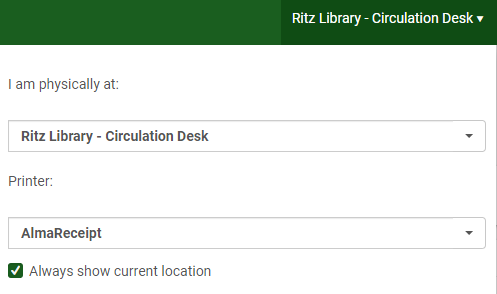 Ritz Library - Circulation Desk ▾
I am physically at:
Ritz Library - Circulation Desk
Printer:
AlmaReceipt
Always show current location